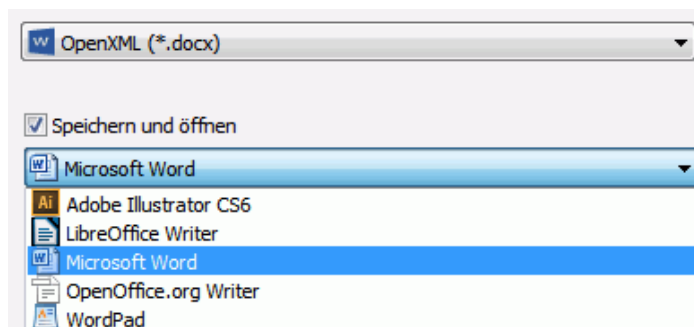 OpenXML (*.docx)
Speichern und öffnen
Microsoft Word
Adobe Illustrator CS6
LibreOffice Writer
Microsoft Word
OpenOffice.org Writer
WordPad